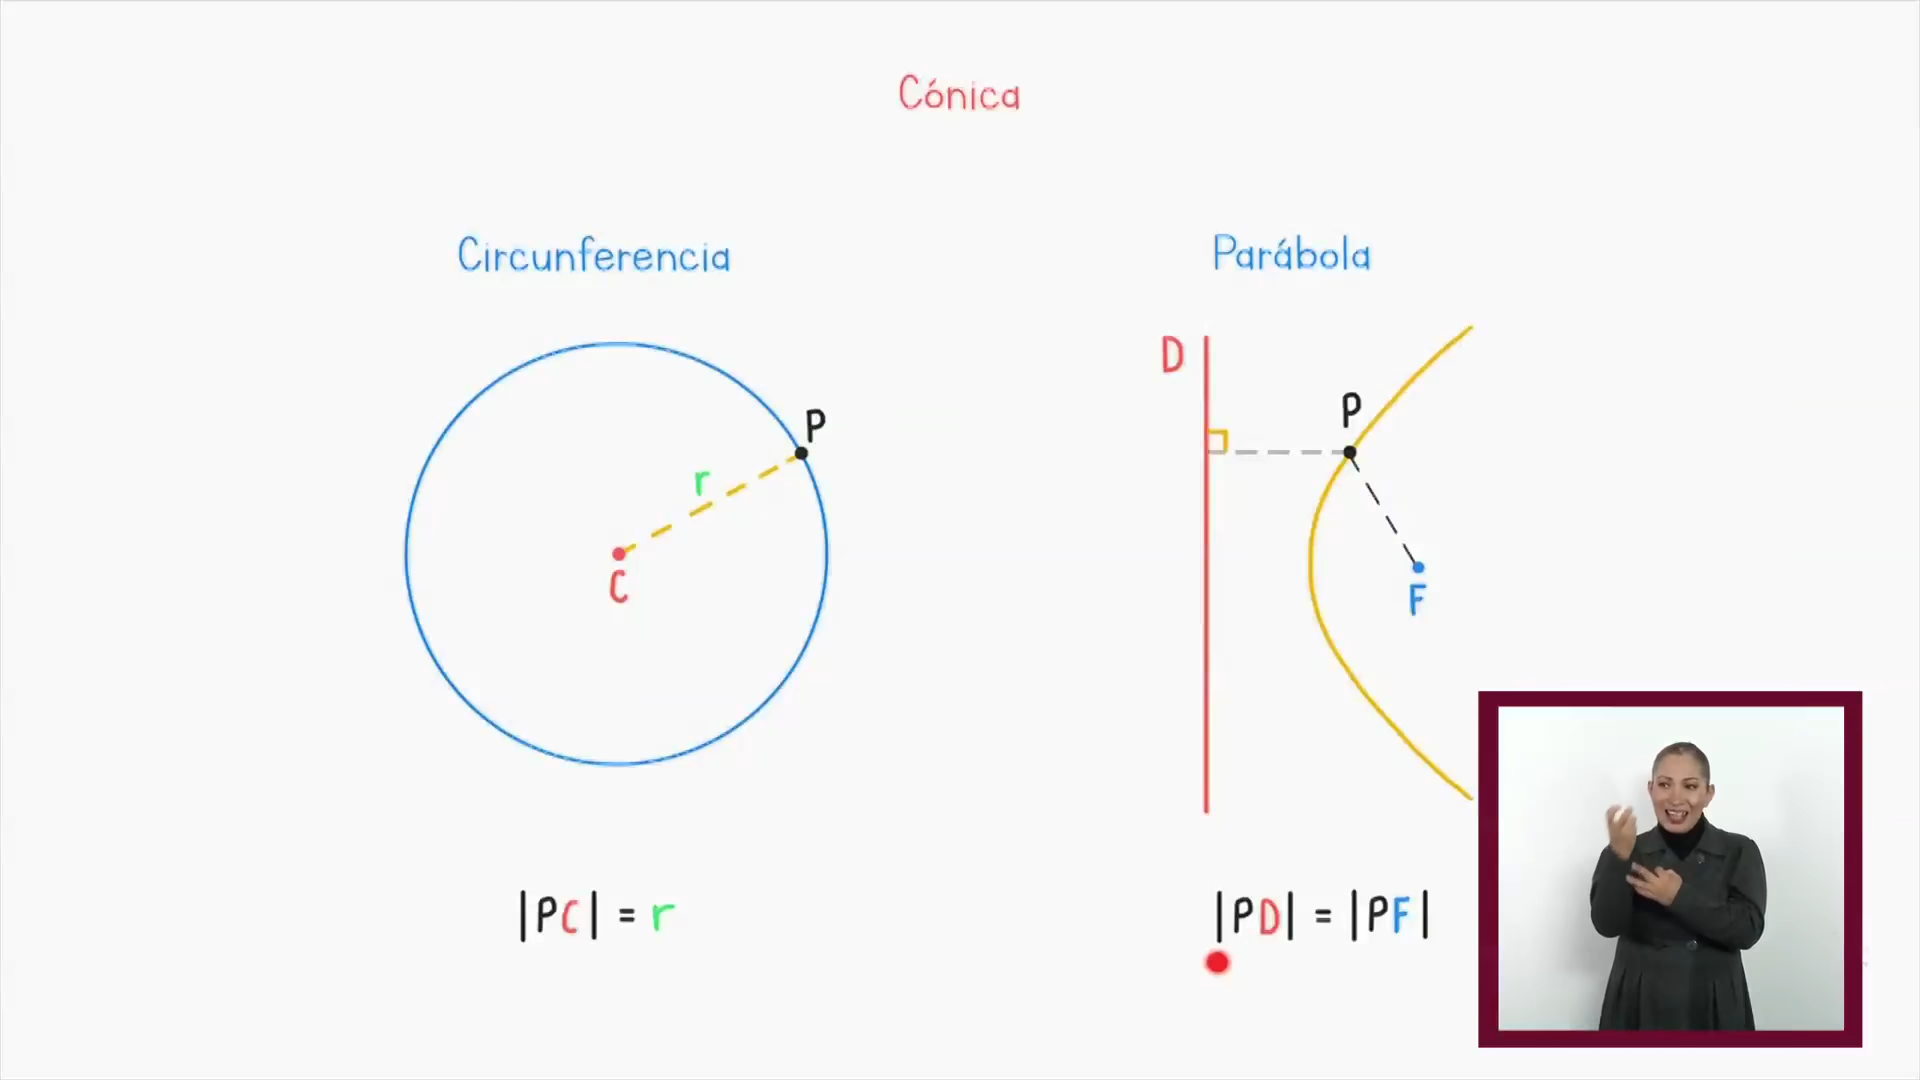 Cónica
Circunferencia
P
r
C
|PC| = r
Parábola
D
P
F
|PD| = |PF|